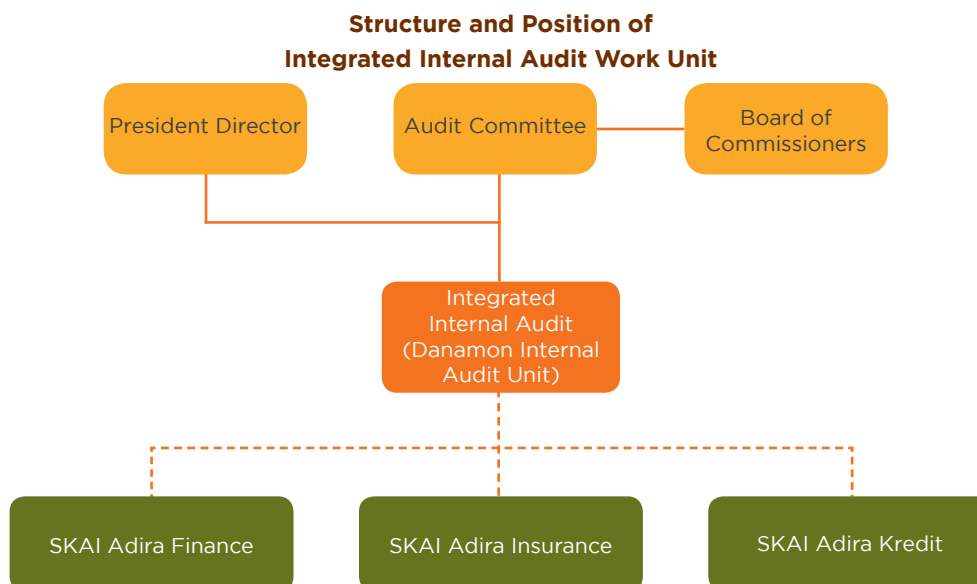 Structure and Position of
Integrated Internal Audit Work Unit
President Director
Audit Committee
Board of
Commissioners
Integrated
Internal Audit
(Danamon Internal
Audit Unit)
SKAI Adira Finance
SKAI Adira Insurance
SKAI Adira Kredit